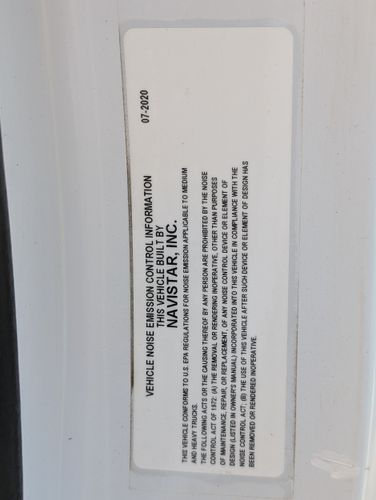 VEHICLE NOISE EMISSION CONTROL INFORMATION
THIS VEHICLE BUILT BY
07-2020
NAVISTAR, INC.
THIS VEHICLE CONFORMS TO U.S. EPA REGULATIONS FOR NOISE EMISSION APPLICABLE TO MEDIUM
AND HEAVY TRUCKS.
THE FOLLOWING ACTS OR THE CAUSING THEREOF BY ANY PERSON ARE PROHIBITED BY THE NOISE
CONTROL ACT OF 1972: (A) THE REMOVAL OR RENDERING INOPERATIVE, OTHER THAN PURPOSES
OF MAINTENANCE, REPAIR, OR REPLACEMENT, OF ANY NOISE CONTROL DEVICE OR ELEMENT OF
DESIGN (LISTED IN OWNER'S MANUAL) INCORPORATED INTO THIS VEHICLE IN COMPLIANCE WITH THE
NOISE CONTROL ACT; (B) THE USE OF THIS VEHICLE AFTER SUCH DEVICE OR ELEMENT OF DESIGN HAS
BEEN REMOVED OR RENDERED INOPERATIVE.